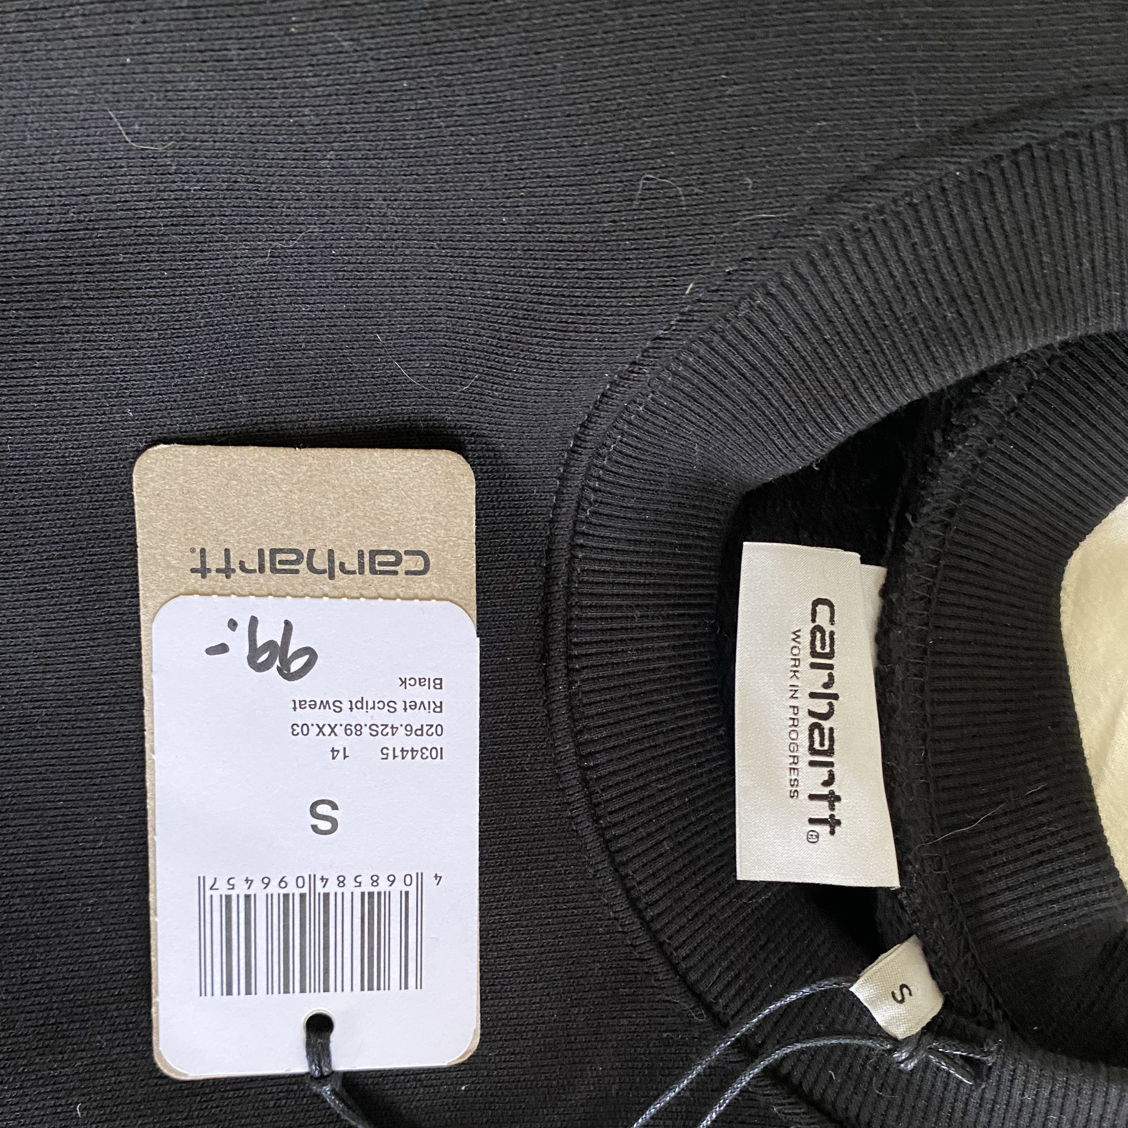 carhartt.
99.-
Black
Rivet Script Sweat
02P6.42S.89.XX.03
I034415 14
S
4 068584 096457
carhartt®
WORK IN PROGRESS
S